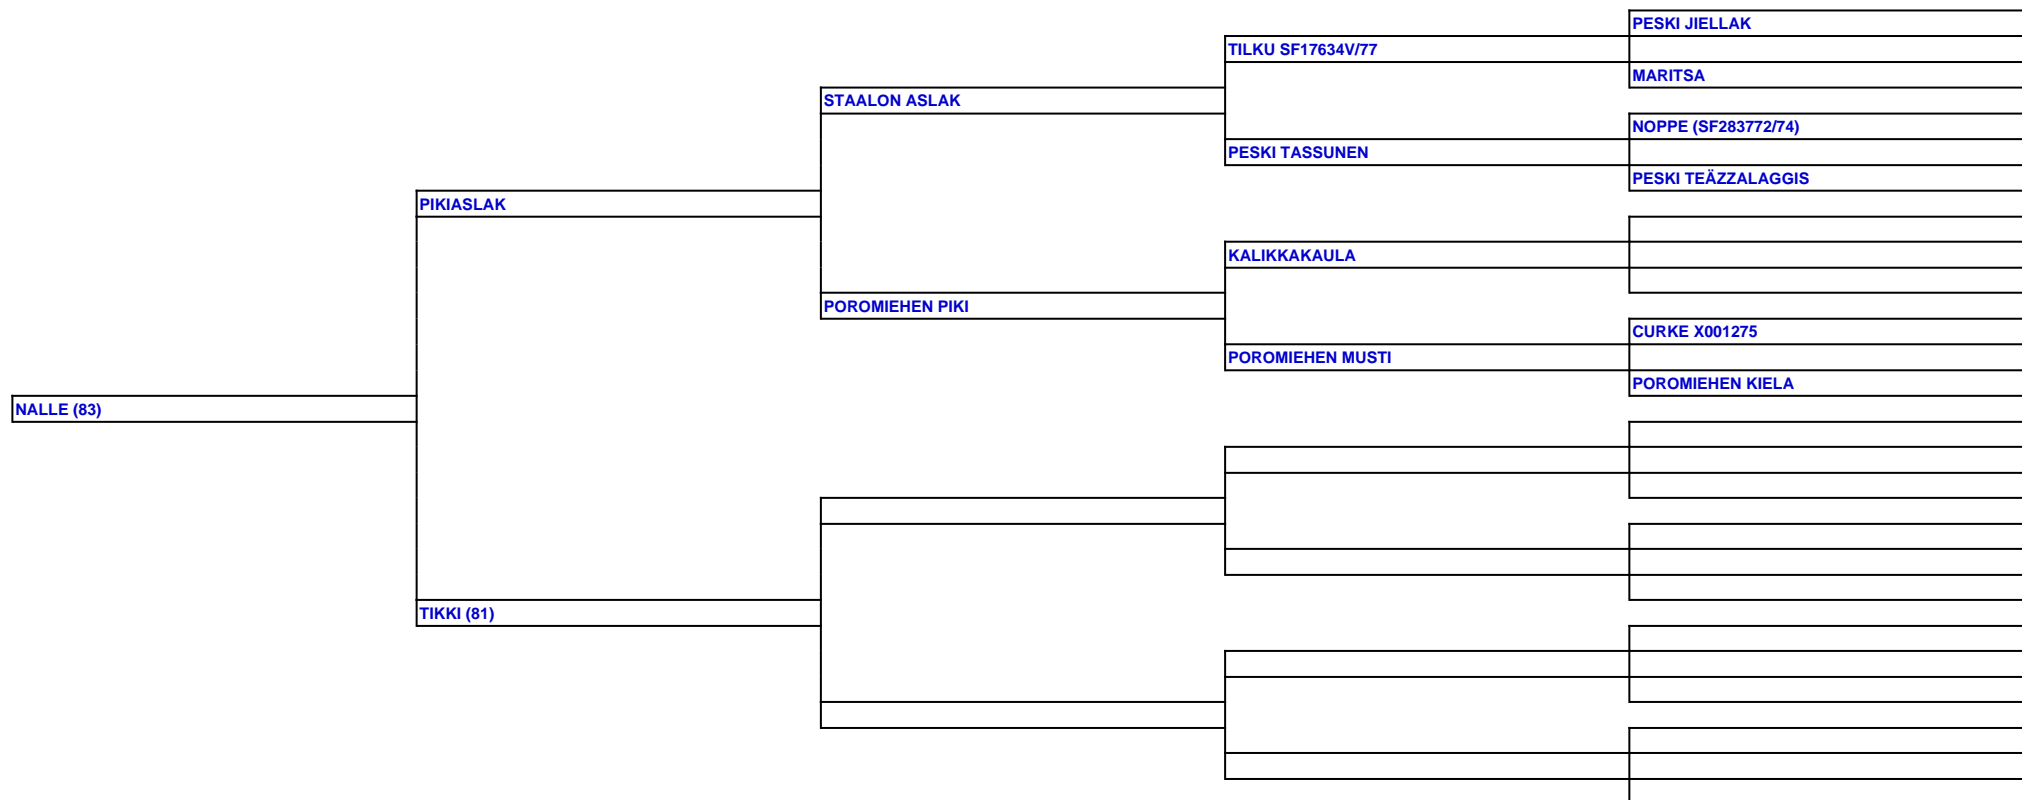 PESKI JIELLAK
TILKU SF17634V/77
MARITSA
STAALON ASLAK
NOPPE (SF283772/74)
PESKI TASSUNEN
PESKI TEÄZZALAGGIS
PIKIASLAK
KALIKKAKAULA
POROMIEHEN PIKI
CURKE X001275
POROMIEHEN MUSTI
POROMIEHEN KIELA
NALLE (83)
TIKKI (81)